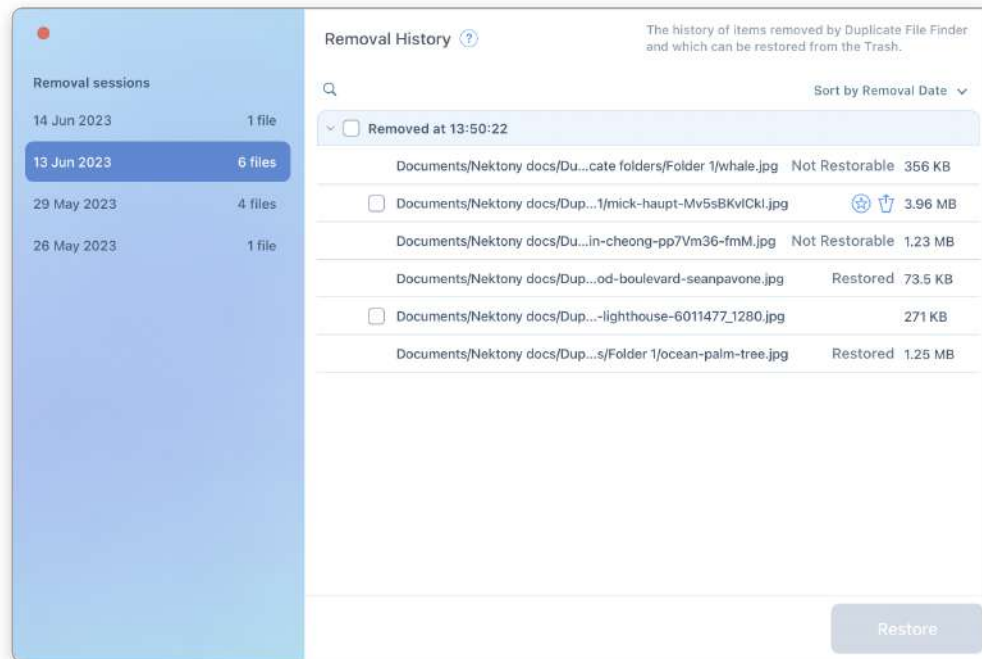 Removal sessions
14 Jun 2023 1 file
13 Jun 2023 6 files
29 May 2023 4 files
26 May 2023 1 file
Removal History ?
The history of items removed by Duplicate File Finder
and which can be restored from the Trash.
Sort by Removal Date
Removed at 13:50:22
Documents/Nektony docs/Du...cate folders/Folder 1/whale.jpg Not Restorable 356 KB
Documents/Nektony docs/Dup...1/mick-haupt-Mv5sBKvlCkI.jpg 3.96 MB
Documents/Nektony docs/Du...in-cheong-pp7Vm36-fmM.jpg Not Restorable 1.23 MB
Documents/Nektony docs/Dup...od-boulevard-seanpavone.jpg Restored 73.5 KB
Documents/Nektony docs/Dup...-lighthouse-6011477_1280.jpg 271 KB
Documents/Nektony docs/Dup...s/Folder 1/ocean-palm-tree.jpg Restored 1.25 MB
Restore